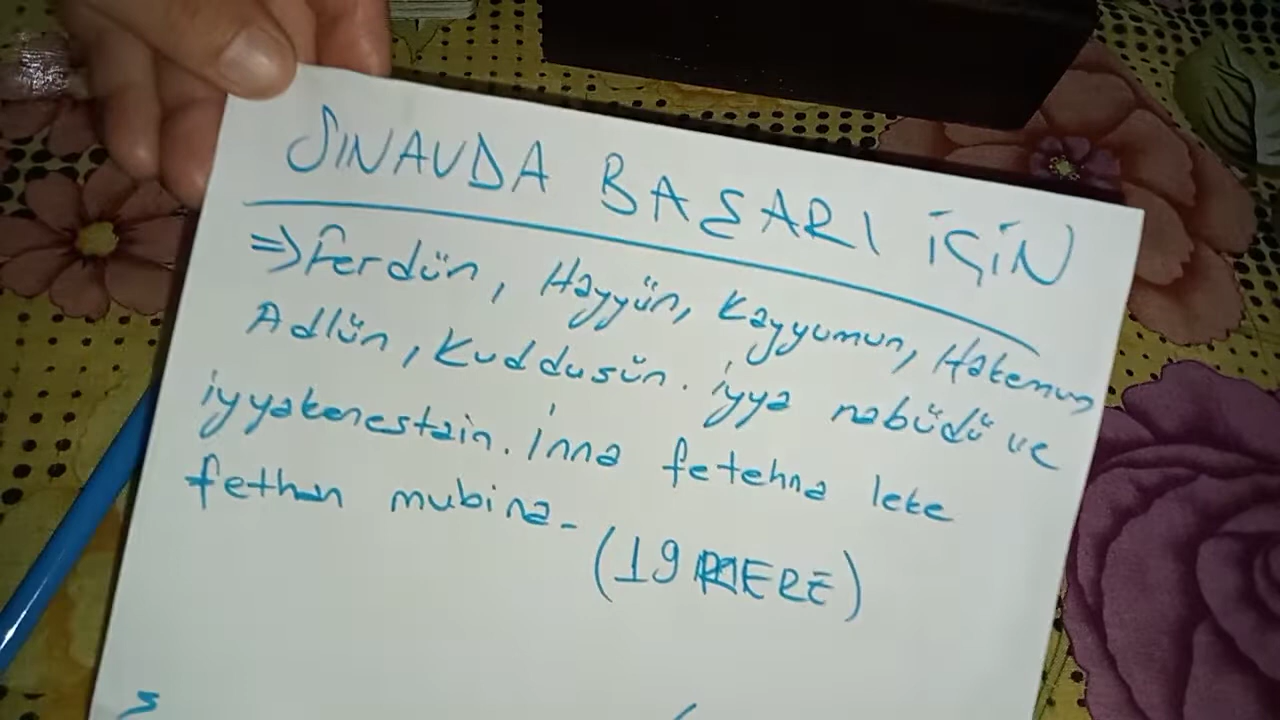 SINAVDA BAŞARI İÇİN
=> Ferdün, Hayyün, Kayyumun, Hakemun
Adlün, Kuddusün. iyya nabüdü ve
iyyakenestain. İnna fetehna leke
fethan mubina-
(19 KERE)